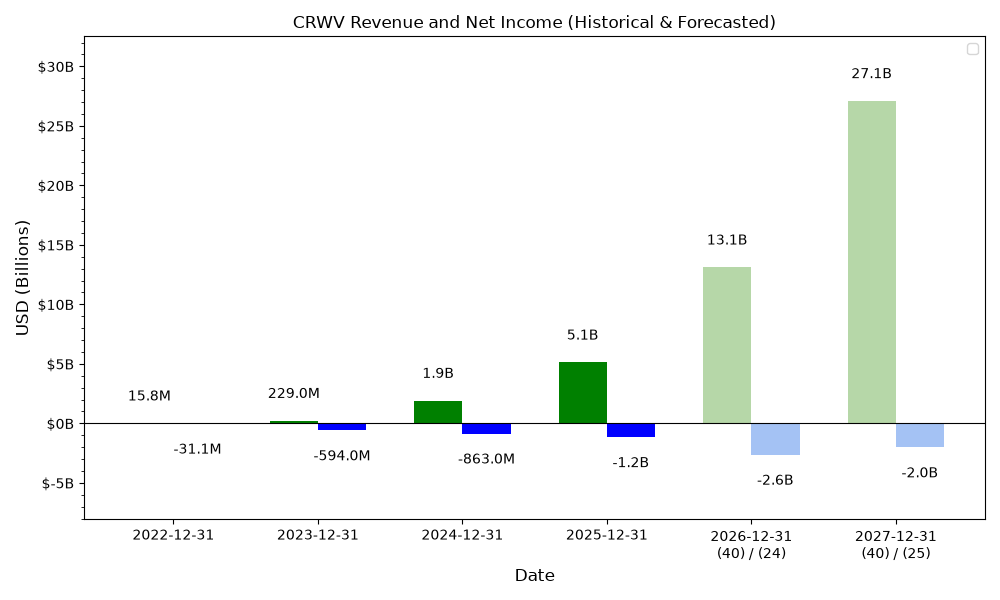 CRWV Revenue and Net Income (Historical & Forecasted)
USD (Billions)
$30B
$25B
$20B
$15B
$10B
$5B
$0B
$-5B
15.8M
-31.1M
229.0M
-594.0M
1.9B
-863.0M
5.1B
-1.2B
13.1B
-2.6B
27.1B
-2.0B
2022-12-31
2023-12-31
2024-12-31
2025-12-31
2026-12-31
(40) / (24)
2027-12-31
(40) / (25)
Date